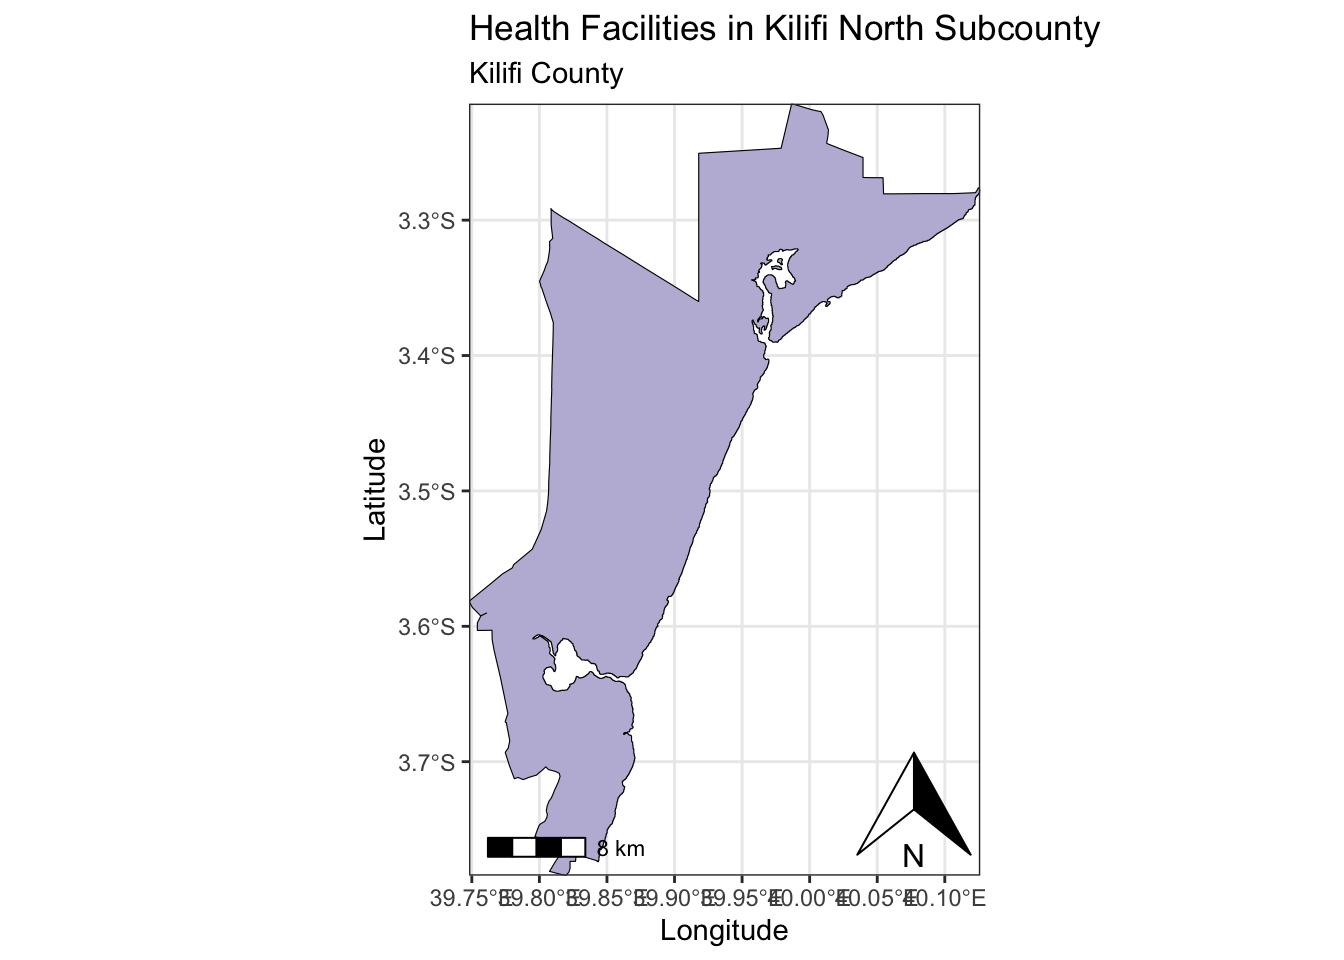 Health Facilities in Kilifi North Subcounty
Kilifi County
Latitude
3.3°S
3.4°S
3.5°S
3.6°S
3.7°S
8 km
N
39.75°E 39.80°E 39.85°E 39.90°E 39.95°E 40.00°E 40.05°E 40.10°E
Longitude